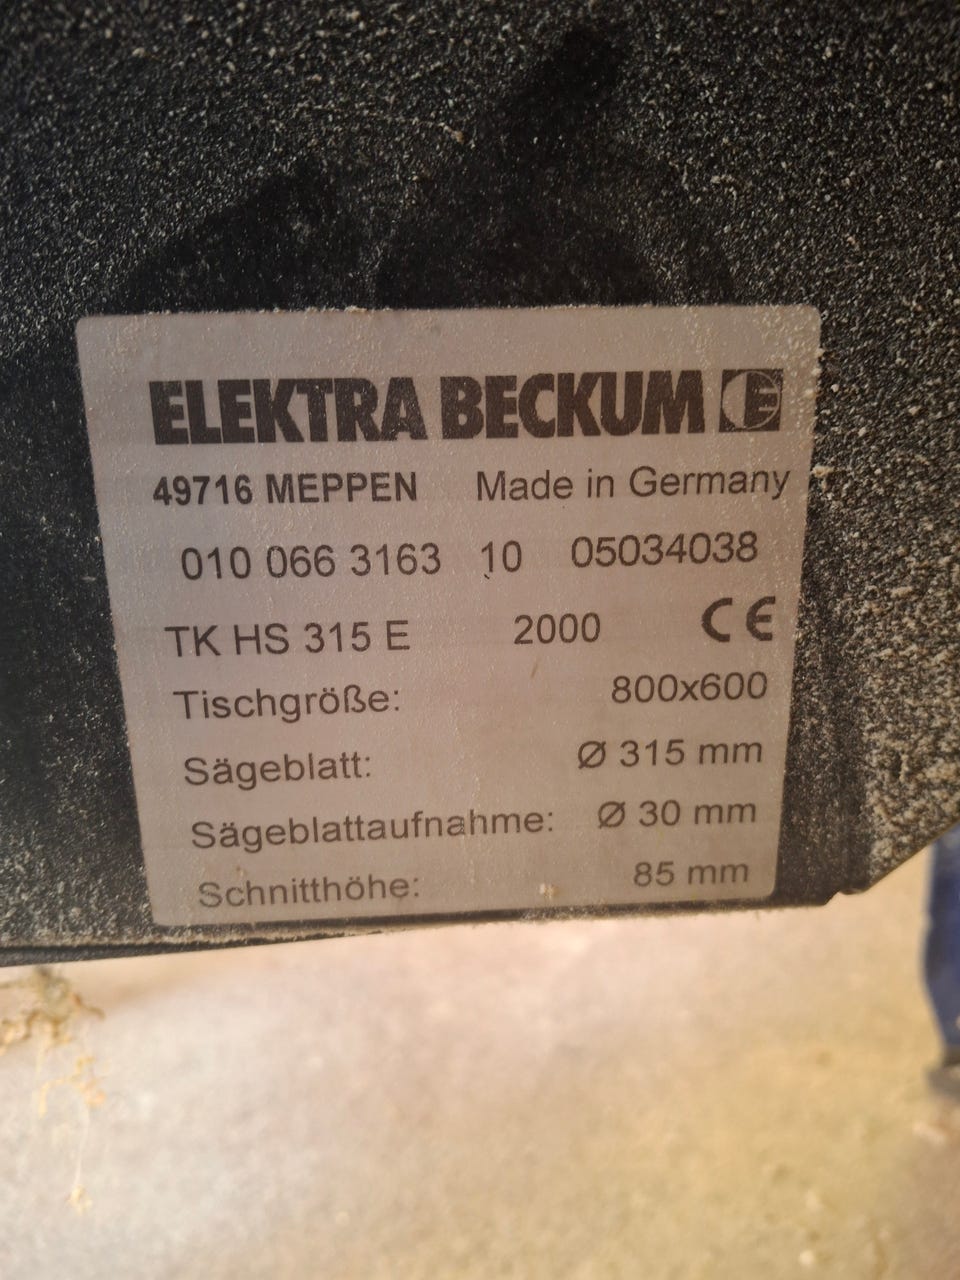 ELEKTRA BECKUM E
49716 MEPPEN Made in Germany
010 066 3163 10 05034038
TK HS 315 E 2000 CE
Tischgröße: 800x600
Sägeblatt: Ø 315 mm
Sägeblattaufnahme: Ø 30 mm
Schnitthöhe: 85 mm